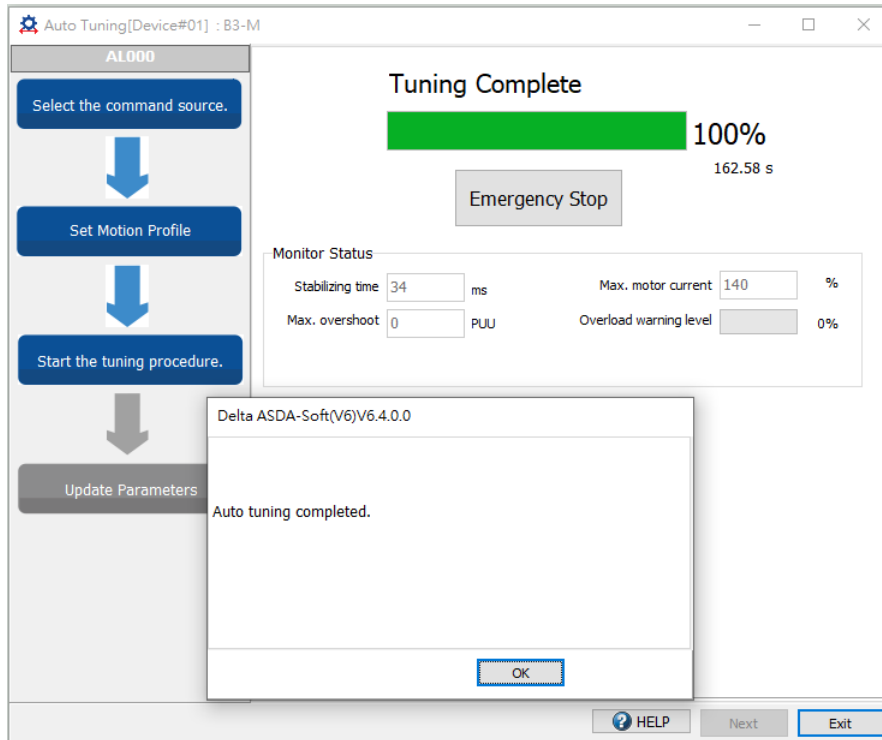 Auto Tuning[Device#01] : B3-M
AL000
Select the command source.
Set Motion Profile
Start the tuning procedure.
Update Parameters
Tuning Complete
100%
162.58 s
Emergency Stop
Monitor Status
Stabilizing time 34 ms
Max. motor current 140 %
Max. overshoot 0 PUU
Overload warning level 0%
Delta ASDA-Soft(V6)V6.4.0.0
Auto tuning completed.
OK
HELP
Next
Exit